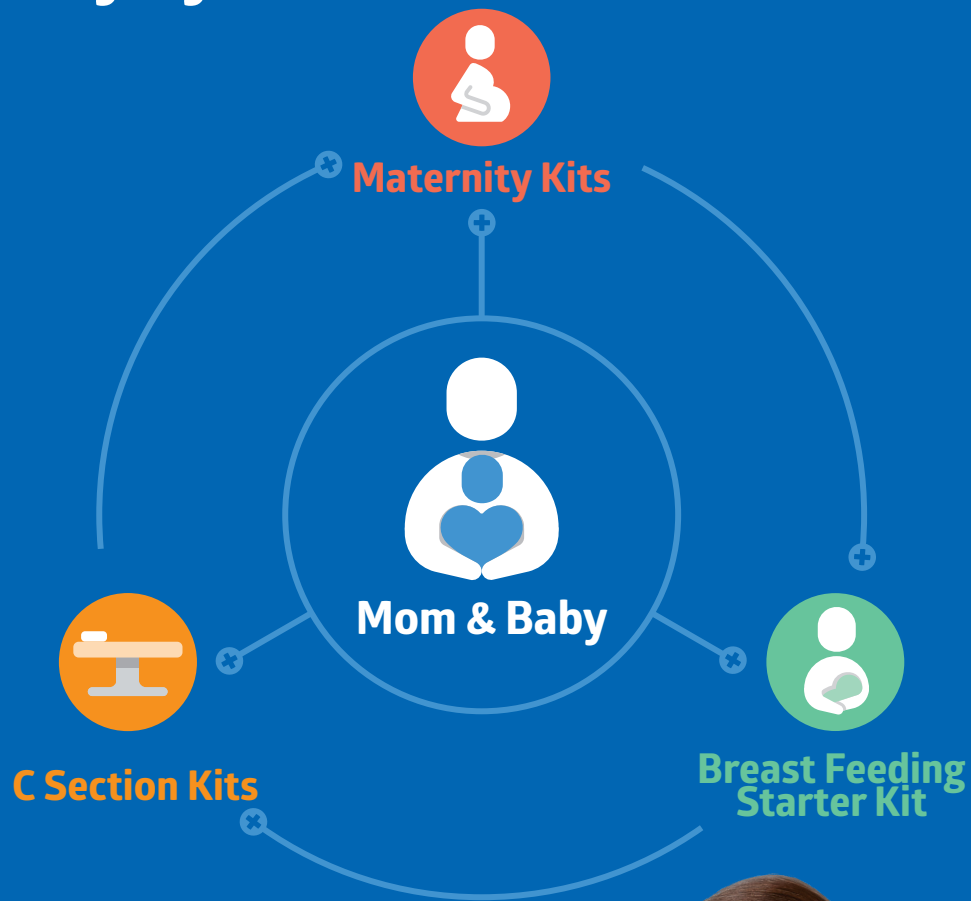 Maternity Kits
Mom & Baby
C Section Kits
Breast Feeding
Starter Kit